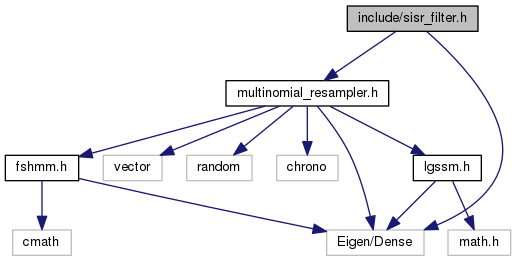 include/sisr_filter.h
multinomial_resampler.h
fshmm.h
vector
random
chrono
lgssm.h
cmath
Eigen/Dense
math.h